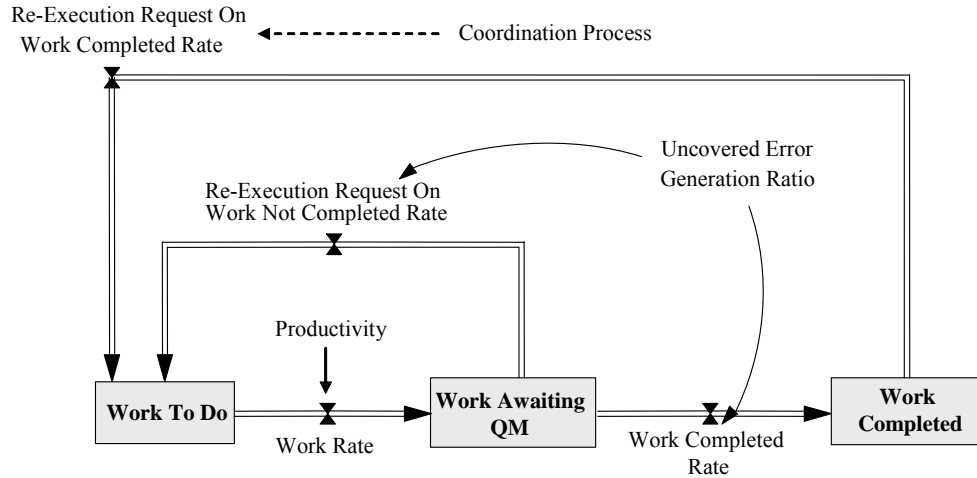 Re-Execution Request On
Work Completed Rate
Coordination Process
Uncovered Error
Generation Ratio
Re-Execution Request On
Work Not Completed Rate
Productivity
Work To Do
Work Awaiting
QM
Work
Completed
Work Rate
Work Completed
Rate